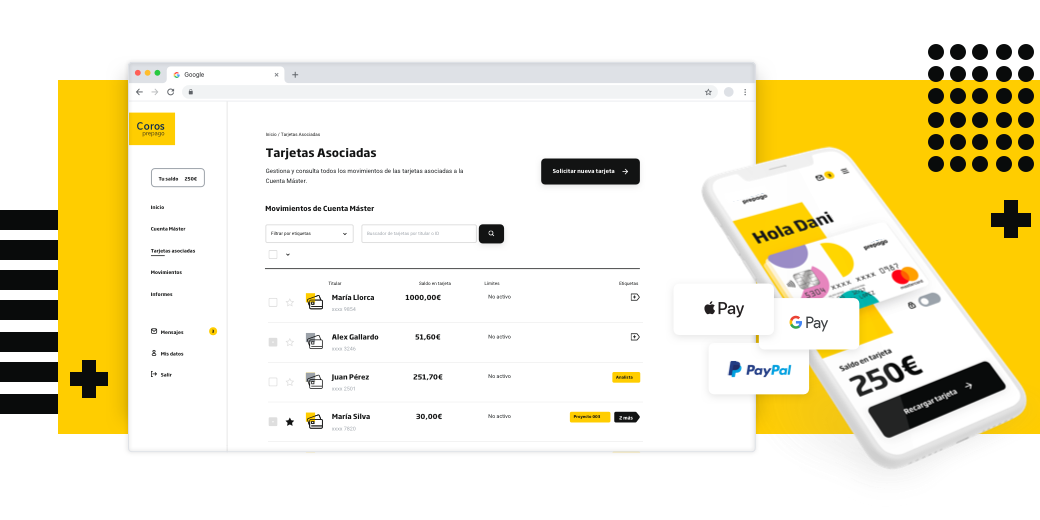 Google
Coros
prepago
Tu saldo 250€
Inicio
Cuenta Máster
Tarjetas asociadas
Movimientos
Informes
Mensajes 3
Mis datos
Salir
Inicio / Tarjetas Asociadas
Tarjetas Asociadas
Gestiona y consulta todos los movimientos de las tarjetas asociadas a la
Cuenta Máster.
Solicitar nueva tarjeta
Movimientos de Cuenta Máster
Filtrar por etiquetas
Buscador de tarjetas por titular o ID
Titular Saldo en tarjeta Límites Etiquetas
María Llorca 1000,00€ No activo
Alex Gallardo 51,60€ No activo
Juan Pérez 251,70€ No activo Analista
María Silva 30,00€ No activo Proyecto 003 2 más
xxxx 7820
prepago
Hola Dani
prepago
5304 xxxx xxxx 0987
mastercard
Pay
G Pay
PayPal
Saldo en tarjeta
250€
Recargar tarjeta